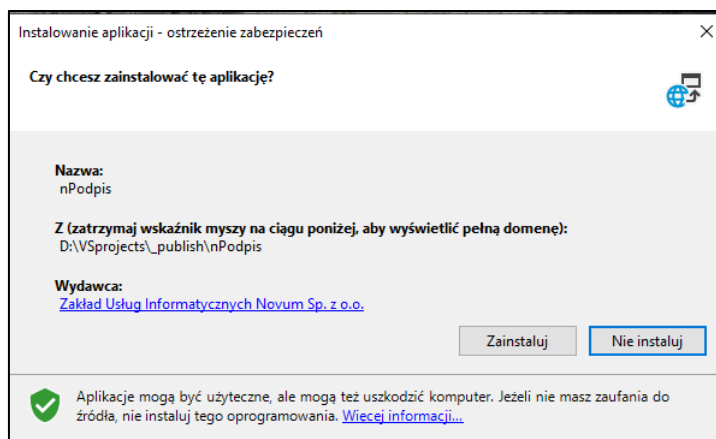 Instalowanie aplikacji - ostrzeżenie zabezpieczeń
Czy chcesz zainstalować tę aplikację?
Nazwa:
nPodpis
Z (zatrzymaj wskaźnik myszy na ciągu poniżej, aby wyświetlić pełną domenę):
D:\VSprojects\_publish\nPodpis
Wydawca:
Zakład Usług Informatycznych Novum Sp. z o.o.
Zainstaluj
Nie instaluj
Aplikacje mogą być użyteczne, ale mogą też uszkodzić komputer. Jeżeli nie masz zaufania do
źródła, nie instaluj tego oprogramowania. Więcej informacji...